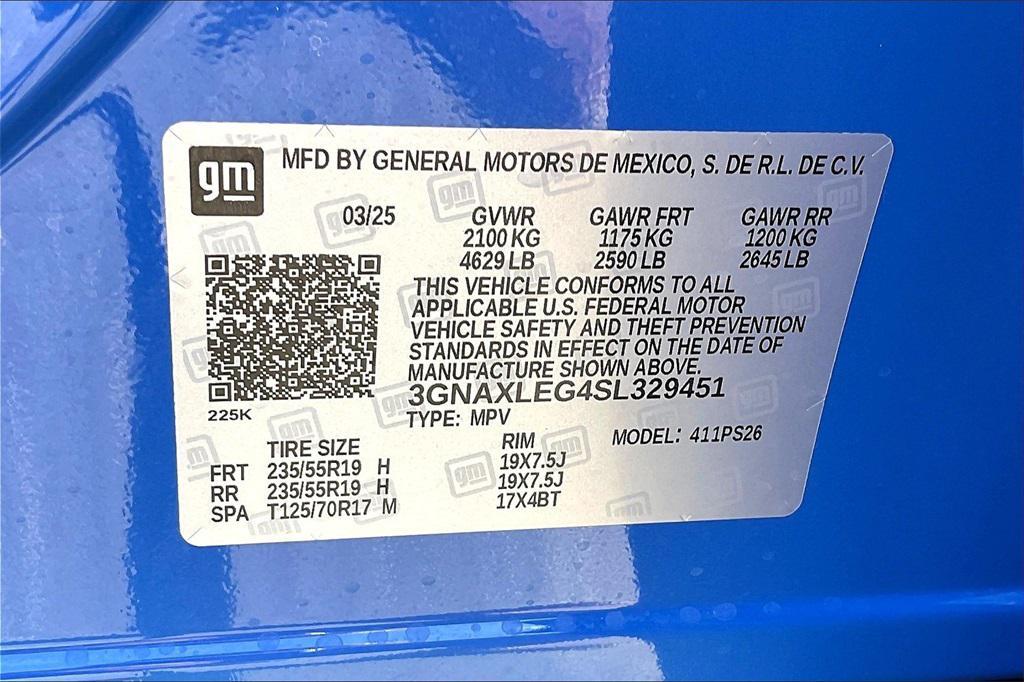 gm
MFD BY GENERAL MOTORS DE MEXICO, S. DE R.L. DE C.V.
03/25 GVWR GAWR FRT GAWR RR
2100 KG 1175 KG 1200 KG
4629 LB 2590 LB 2645 LB
THIS VEHICLE CONFORMS TO ALL
APPLICABLE U.S. FEDERAL MOTOR
VEHICLE SAFETY AND THEFT PREVENTION
STANDARDS IN EFFECT ON THE DATE OF
MANUFACTURE SHOWN ABOVE.
3GNAXLEG4SL329451
225K
TYPE: MPV
TIRE SIZE RIM MODEL: 411PS26
FRT 235/55R19 H 19X7.5J
RR 235/55R19 H 19X7.5J
SPA T125/70R17 M 17X4BT